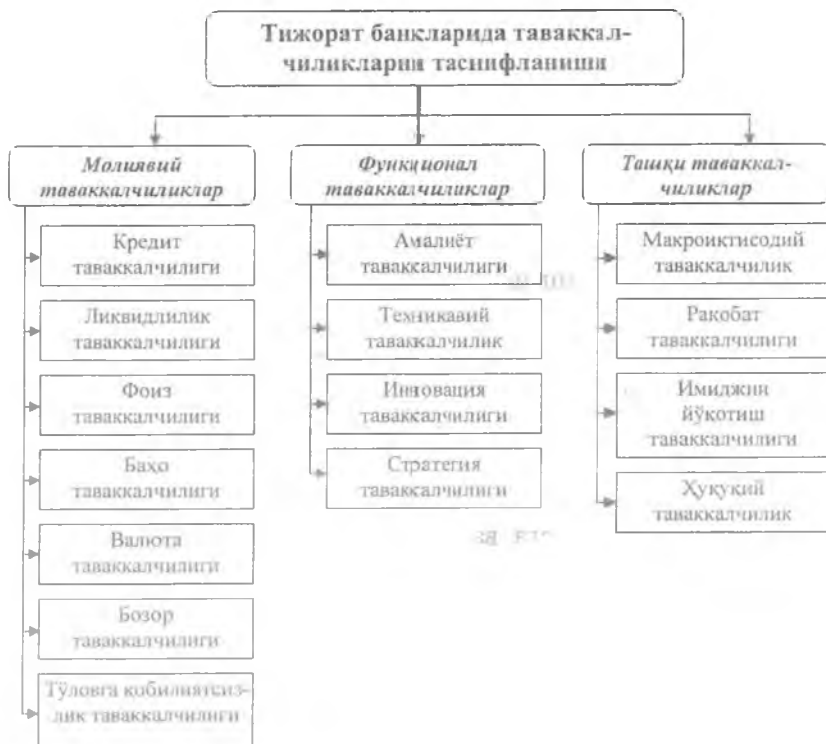 Тижорат банкларида таваккал-
чиликларни таснифланиши
Молиявий
таваккалчиликлар
Кредит
таваккалчилиги
Ликвидлилик
таваккалчилиги
Фоиз
таваккалчилиги
Баҳо
таваккалчилиги
Валюта
таваккалчилиги
Бозор
таваккалчилиги
Тўловга қобилиятсиз-
лик таваккалчилиги
Функционал
таваккалчиликлар
Амалиёт
таваккалчилиги
Техникавий
таваккалчилик
Инновация
таваккалчилиги
Стратегия
таваккалчилиги
Ташқи таваккал-
чиликлар
Макроиктисодий
таваккалчилик
Рақобат
таваккалчилиги
Имиджни
йўқотиш
таваккалчилиги
Ҳуқуқий
таваккалчилик